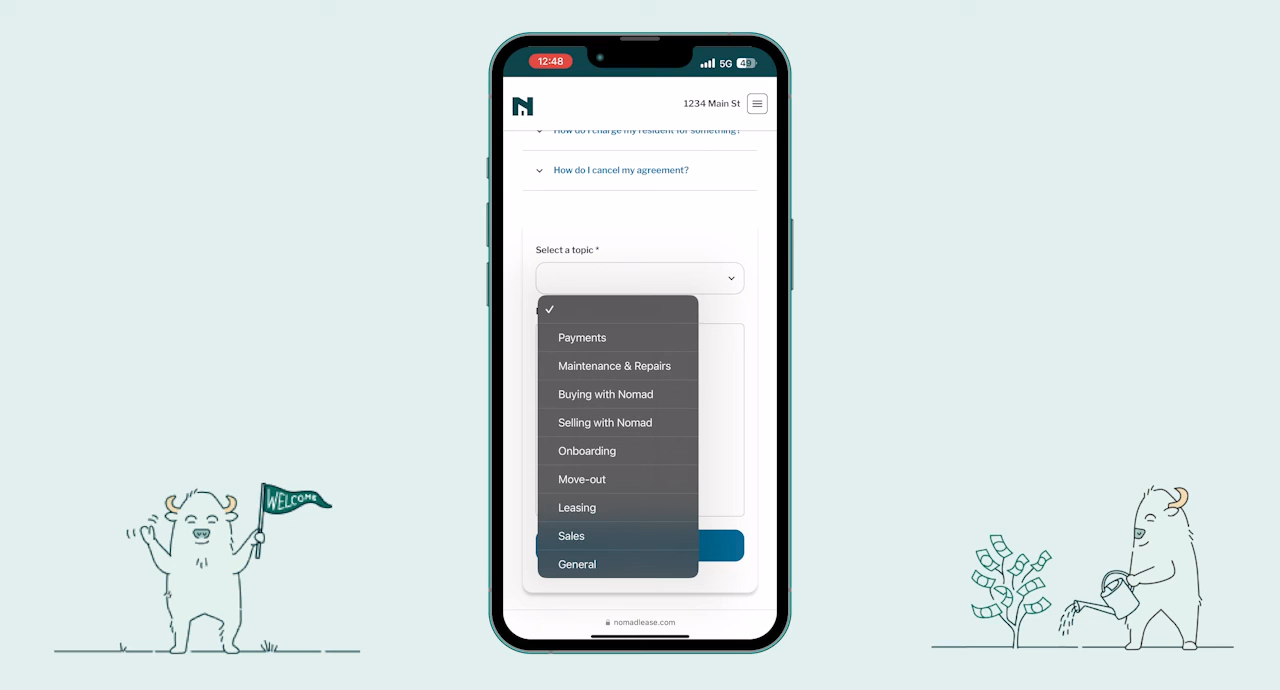 12:48
5G 49
1234 Main St
How do I charge my resident for something?
How do I cancel my agreement?
Select a topic *
Payments
Maintenance & Repairs
Buying with Nomad
Selling with Nomad
Onboarding
Move-out
Leasing
Sales
General
nomadlease.com
WELCOME